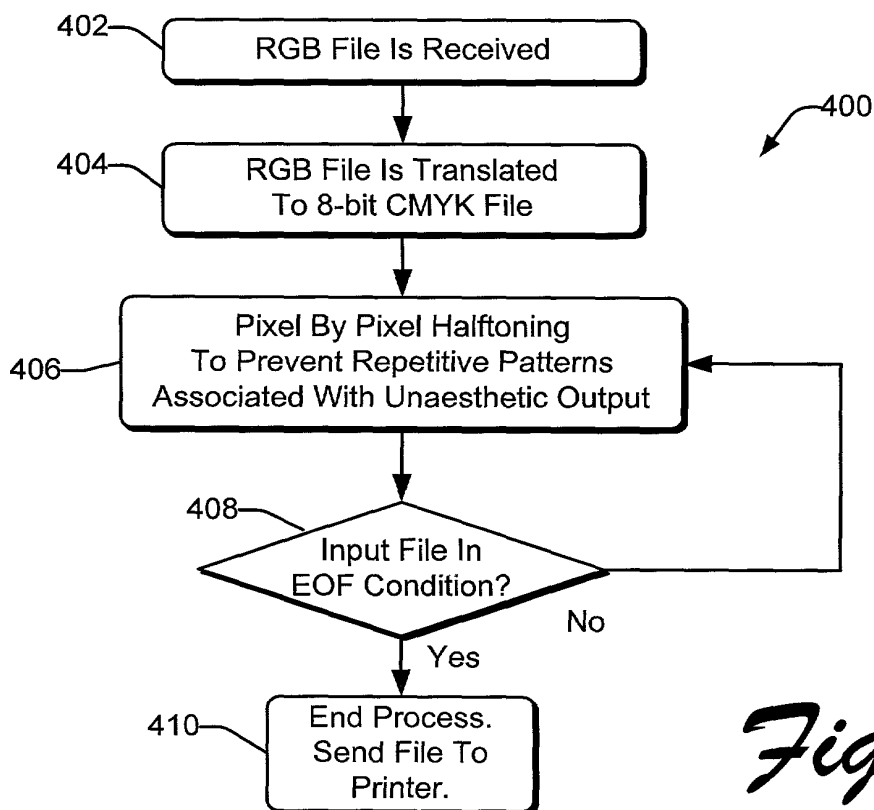 402
RGB File Is Received
400
404
RGB File Is Translated
To 8-bit CMYK File
406
Pixel By Pixel Halftoning
To Prevent Repetitive Patterns
Associated With Unaesthetic Output
408
Input File In
EOF Condition?
No
Yes
410
End Process.
Send File To
Printer.
Fig